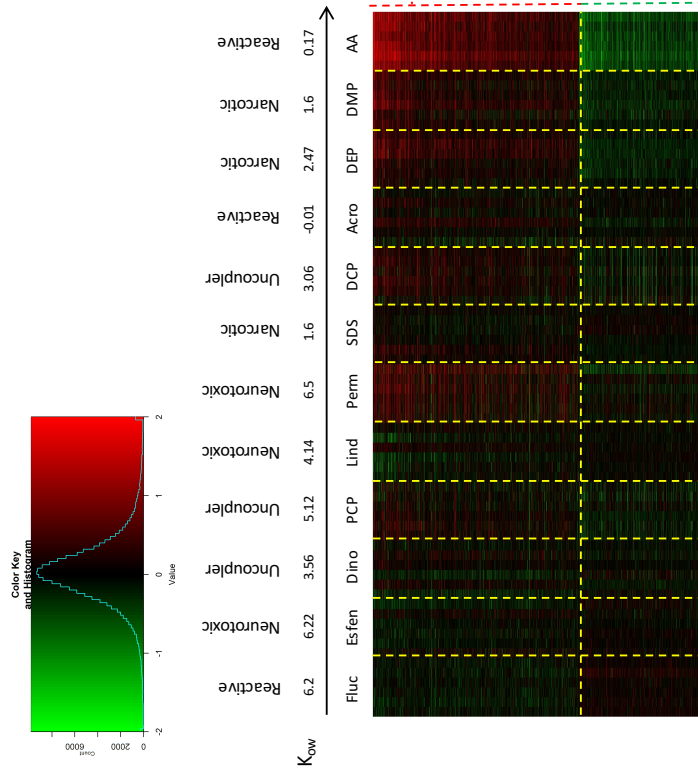 Color Key
and Histogram
Count
0 2000 6000
-2 -1 0 1 2
Value
Reactive Neurotoxic Uncoupler Uncoupler Neurotoxic Neurotoxic Narcotic Uncoupler Reactive Narcotic Narcotic Reactive
Kow 6.2 6.22 3.56 5.12 4.14 6.5 1.6 3.06 -0.01 2.47 1.6 0.17
Fluc Esfen Dino PCP Lind Perm SDS DCP Acro DEP DMP AA